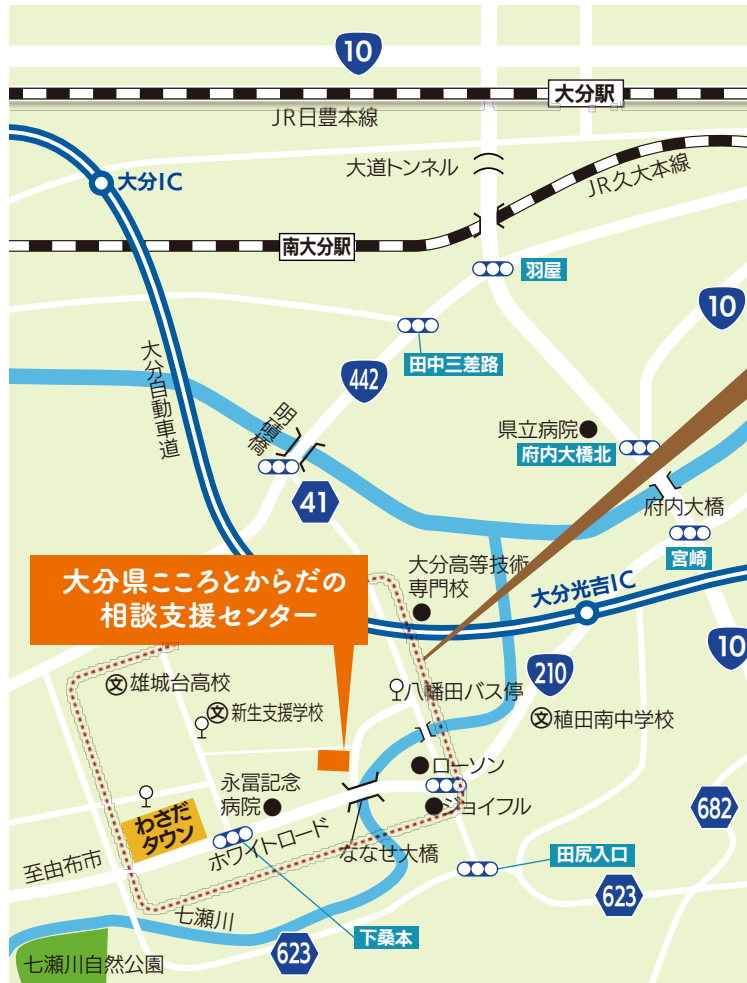 10
大分駅
JR日豊本線
大道トンネル
JR久大本線
大分IC
南大分駅
羽屋
10
田中三差路
大分自動車道
442
明磧橋
県立病院
府内大橋北
41
府内大橋
宮崎
大分高等技術
専門校
大分県こころとからだの
相談支援センター
大分光吉IC
10
210
雄城台高校
文
八幡田バス停
新生支援学校
文
稙田南中学校
文
ローソン
永冨記念
病院
ジョイフル
682
わさだ
タウン
ホワイトロード
ななせ大橋
田尻入口
至由布市
623
七瀬川
下桑本
623
七瀬川自然公園